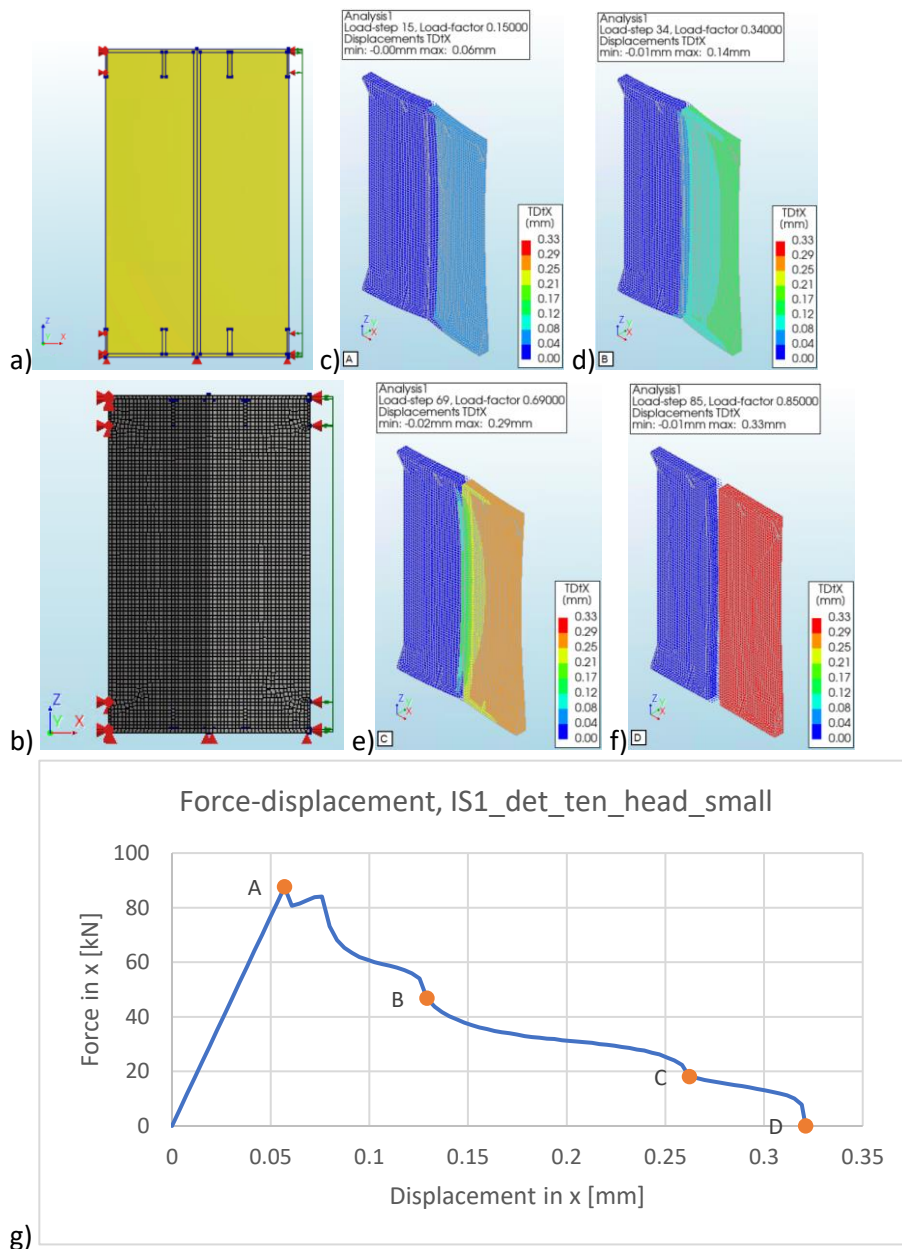 Z
Y
X
a)
Analysis1
Load-step 15, Load-factor 0.15000
Displacements TDtX
min: -0.00mm max: 0.06mm
TDtX
(mm)
0.33
0.29
0.25
0.21
0.17
0.12
0.08
0.04
0.00
Z
Y
X
A
c)
Analysis1
Load-step 34, Load-factor 0.34000
Displacements TDtX
min: -0.01mm max: 0.14mm
TDtX
(mm)
0.33
0.29
0.25
0.21
0.17
0.12
0.08
0.04
0.00
Z
Y
X
B
d)
Z
Y
X
b)
Analysis1
Load-step 69, Load-factor 0.69000
Displacements TDtX
min: -0.02mm max: 0.29mm
TDtX
(mm)
0.33
0.29
0.25
0.21
0.17
0.12
0.08
0.04
0.00
Z
Y
X
C
e)
Analysis1
Load-step 85, Load-factor 0.85000
Displacements TDtX
min: -0.01mm max: 0.33mm
TDtX
(mm)
0.33
0.29
0.25
0.21
0.17
0.12
0.08
0.04
0.00
Z
Y
X
D
f)
Force-displacement, IS1_det_ten_head_small
Force in x [kN]
100
80
60
40
20
0
A
B
C
D
0 0.05 0.1 0.15 0.2 0.25 0.3 0.35
Displacement in x [mm]
g)